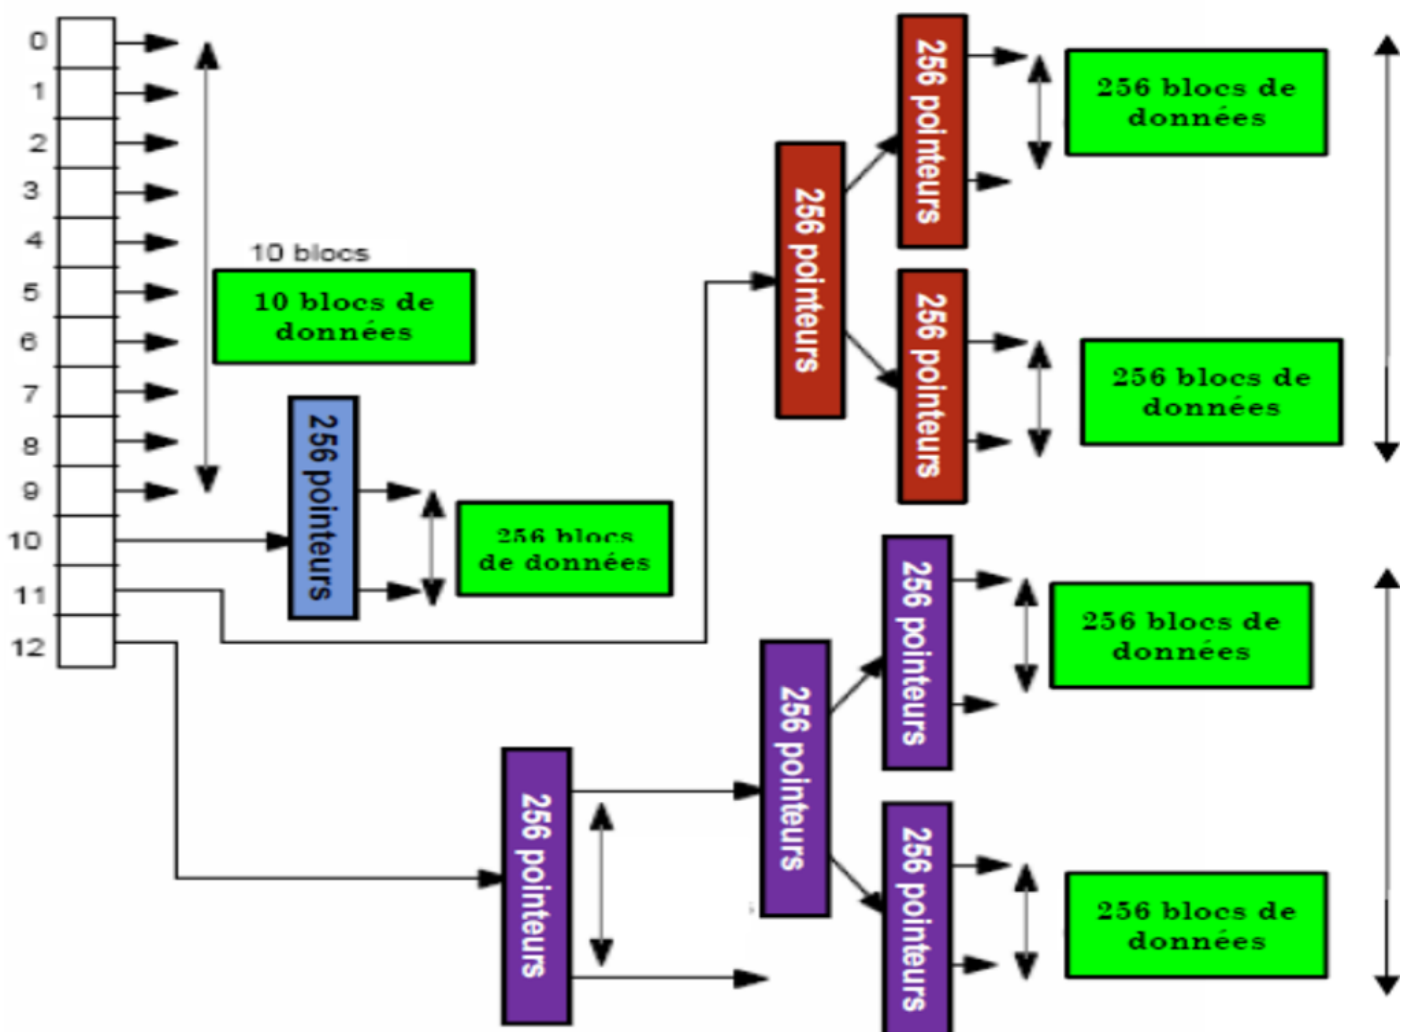 0
1
2
3
4
5
6
7
8
9
10
11
12
10 blocs
10 blocs de
données
256 pointeurs
256 blocs
de données
256 pointeurs
256 pointeurs
256 blocs de
données
256 pointeurs
256 blocs de
données
256 pointeurs
256 pointeurs
256 pointeurs
256 blocs de
données
256 pointeurs
256 blocs de
données